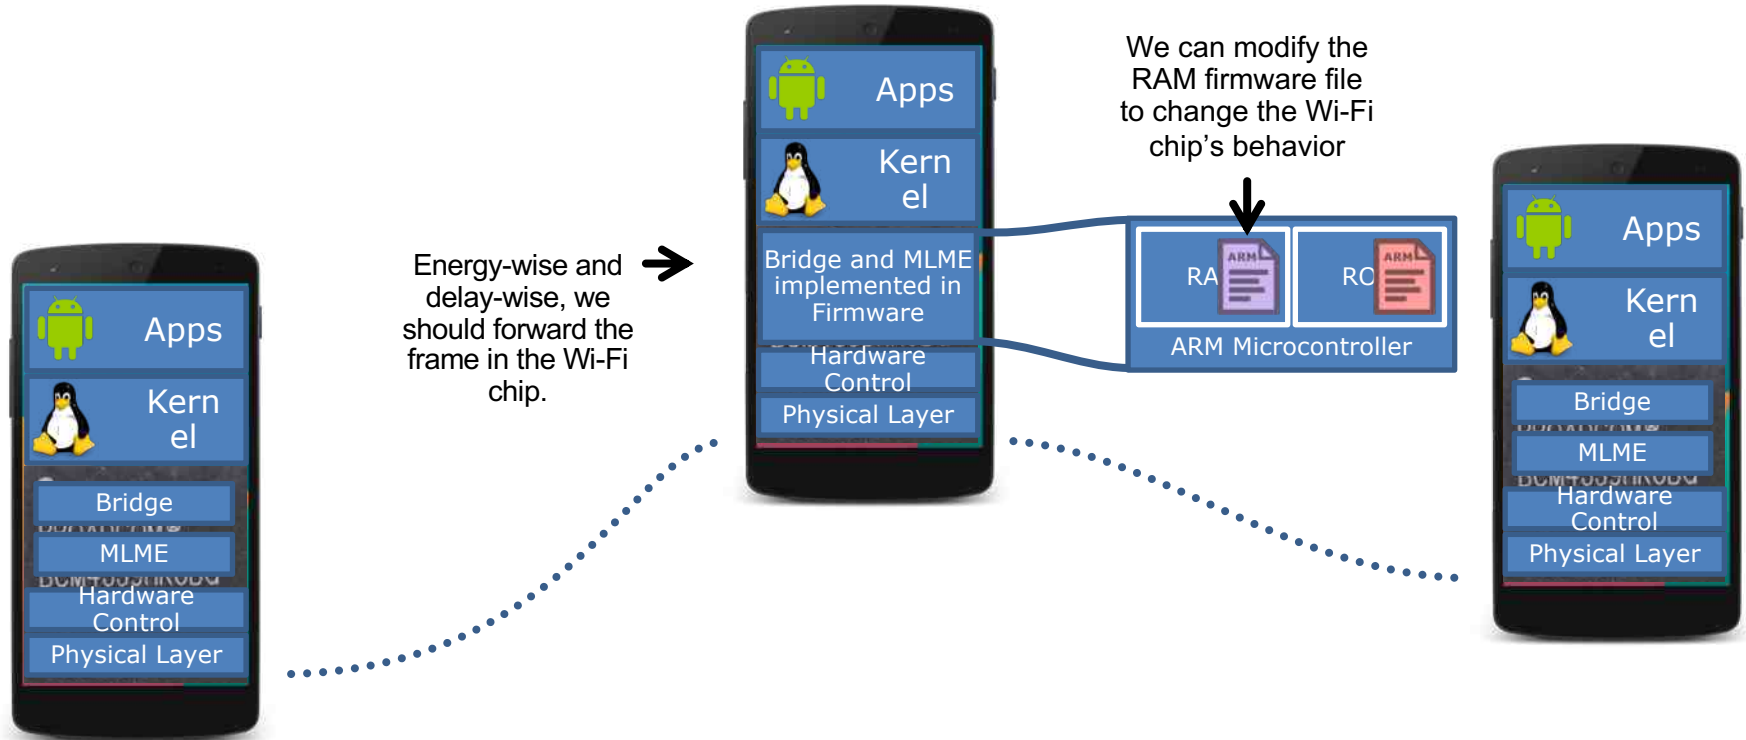 Apps
Kern
el
Bridge
MLME
Hardware
Control
Physical Layer
Energy-wise and
delay-wise, we
should forward the
frame in the Wi-Fi
chip.
Apps
Kern
el
Bridge and MLME
implemented in
Firmware
Hardware
Control
Physical Layer
We can modify the
RAM firmware file
to change the Wi-Fi
chip's behavior
RA
ARM
RO
ARM
ARM Microcontroller
Apps
Kern
el
Bridge
MLME
Hardware
Control
Physical Layer